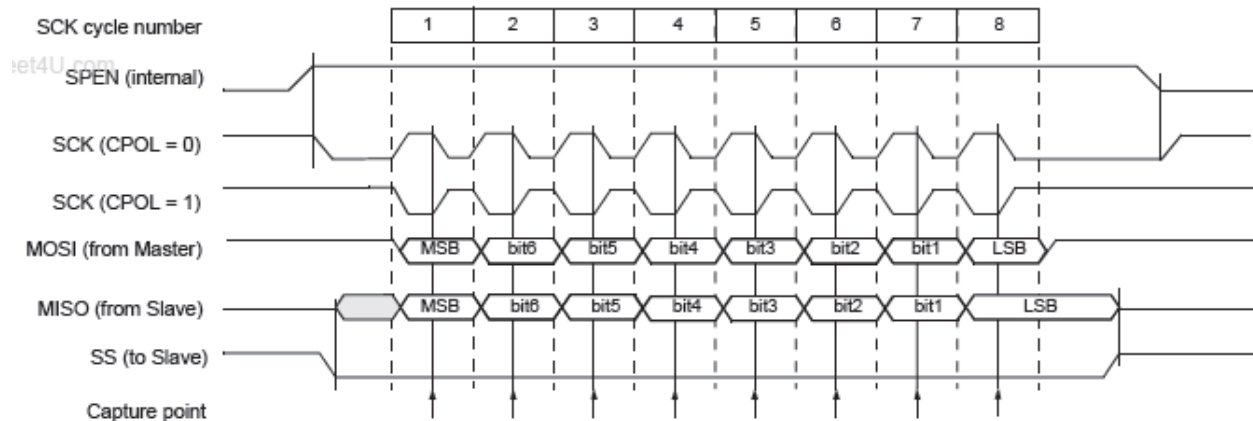 SCK cycle number 1 2 3 4 5 6 7 8
eet4U.com
SPEN (internal)
SCK (CPOL = 0)
SCK (CPOL = 1)
MOSI (from Master) MSB bit6 bit5 bit4 bit3 bit2 bit1 LSB
MISO (from Slave) MSB bit6 bit5 bit4 bit3 bit2 bit1 LSB
SS (to Slave)
Capture point